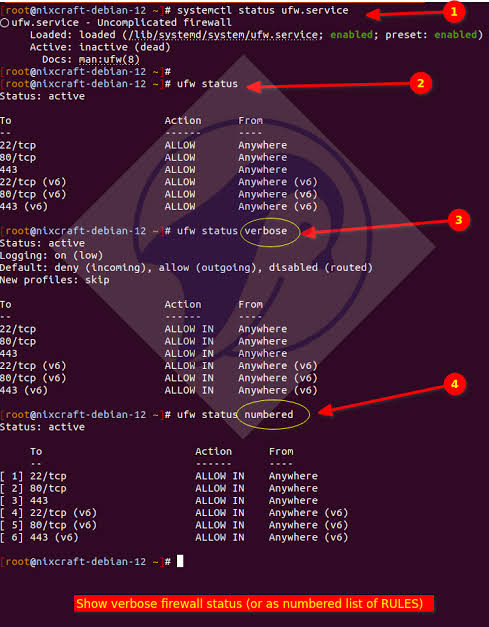 [root@nixcraft-debian-12 ~]# systemctl status ufw.service
1
○ ufw.service - Uncomplicated firewall
Loaded: loaded (/lib/systemd/system/ufw.service; enabled; preset: enabled)
Active: inactive (dead)
Docs: man:ufw(8)
[root@nixcraft-debian-12 ~]#
[root@nixcraft-debian-12 ~]# ufw status
2
Status: active
To Action From
-- ------ ----
22/tcp ALLOW Anywhere
80/tcp ALLOW Anywhere
443 ALLOW Anywhere
22/tcp (v6) ALLOW Anywhere (v6)
80/tcp (v6) ALLOW Anywhere (v6)
443 (v6) ALLOW Anywhere (v6)
[root@nixcraft-debian-12 ~]# ufw status verbose
3
Status: active
Logging: on (low)
Default: deny (incoming), allow (outgoing), disabled (routed)
New profiles: skip
To Action From
-- ------ ----
22/tcp ALLOW IN Anywhere
80/tcp ALLOW IN Anywhere
443 ALLOW IN Anywhere
22/tcp (v6) ALLOW IN Anywhere (v6)
80/tcp (v6) ALLOW IN Anywhere (v6)
443 (v6) ALLOW IN Anywhere (v6)
4
[root@nixcraft-debian-12 ~]# ufw status numbered
Status: active
To Action From
-- ------ ----
[ 1] 22/tcp ALLOW IN Anywhere
[ 2] 80/tcp ALLOW IN Anywhere
[ 3] 443 ALLOW IN Anywhere
[ 4] 22/tcp (v6) ALLOW IN Anywhere (v6)
[ 5] 80/tcp (v6) ALLOW IN Anywhere (v6)
[ 6] 443 (v6) ALLOW IN Anywhere (v6)
[root@nixcraft-debian-12 ~]#
Show verbose firewall status (or as numbered list of RULES)